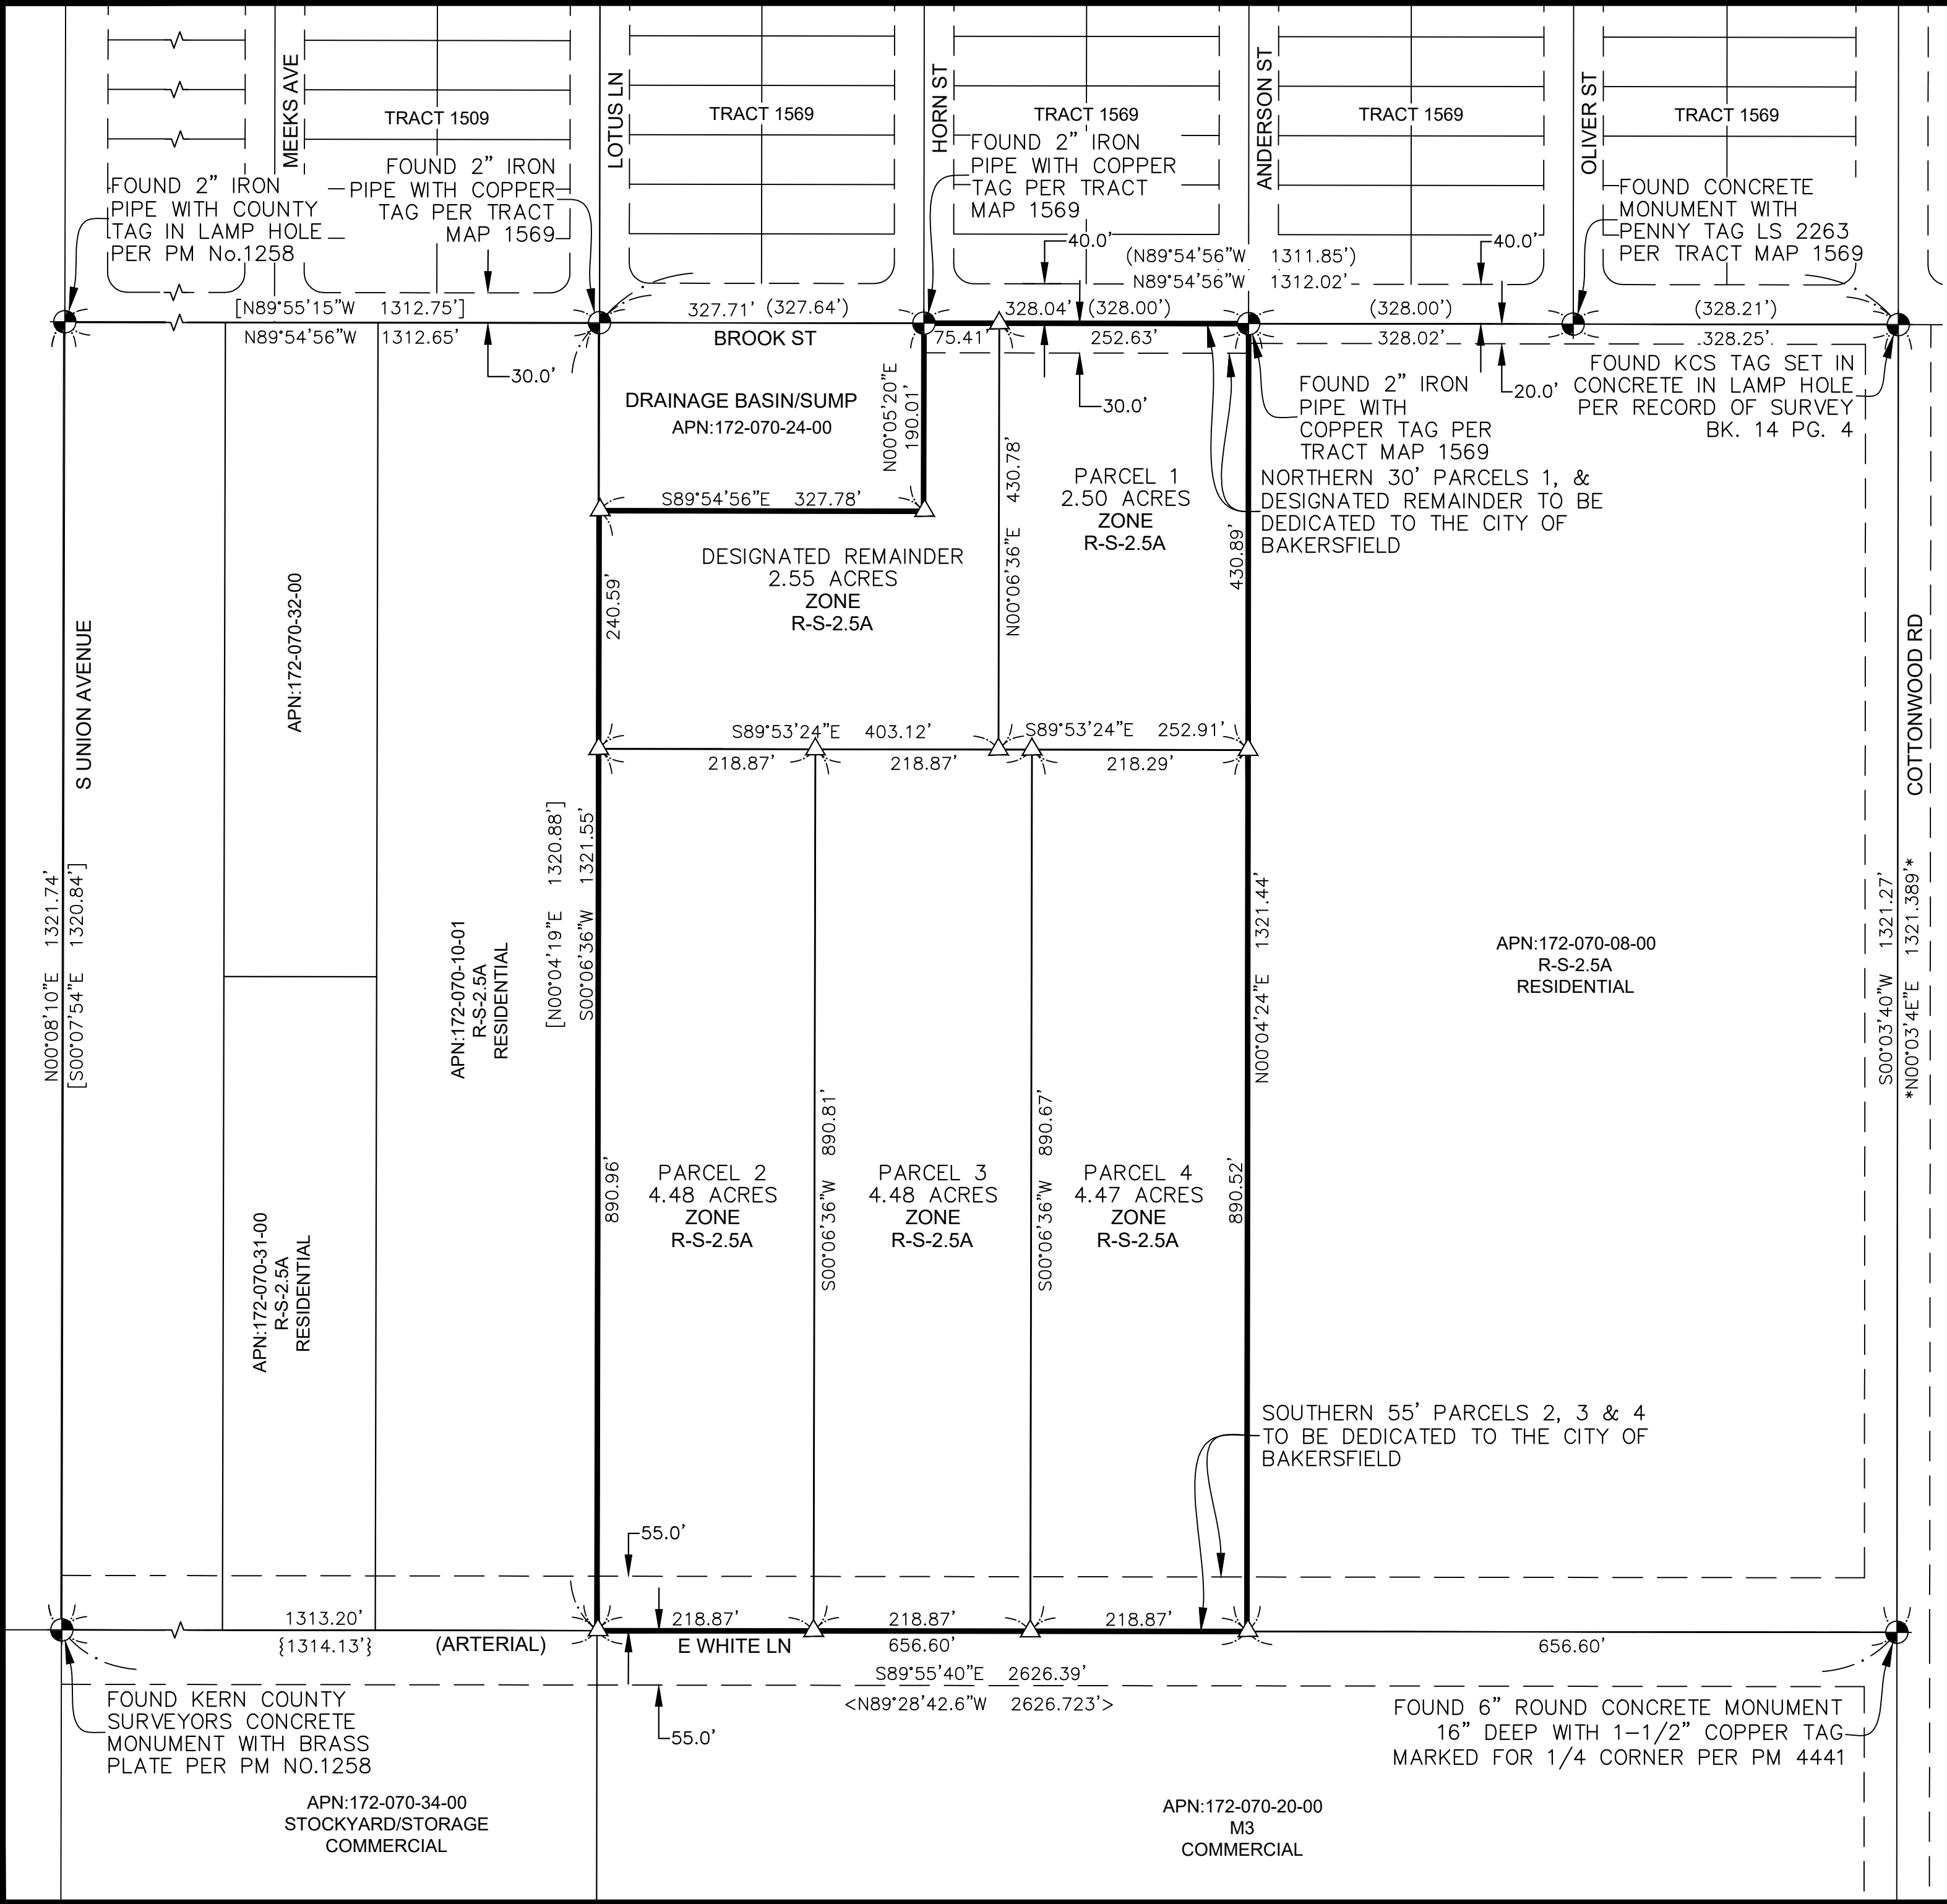 MEEKS AVE
TRACT 1509
LOTUS LN
TRACT 1569
HORN ST
TRACT 1569
ANDERSON ST
TRACT 1569
OLIVER ST
TRACT 1569
FOUND 2" IRON
PIPE WITH COUNTY
TAG IN LAMP HOLE
PER PM No.1258
FOUND 2" IRON
PIPE WITH COPPER
TAG PER TRACT
MAP 1569
FOUND 2" IRON
PIPE WITH COPPER
TAG PER TRACT
MAP 1569
FOUND CONCRETE
MONUMENT WITH
PENNY TAG LS 2263
PER TRACT MAP 1569
40.0'
(N89°54'56"W 1311.85')
N89°54'56"W 1312.02'
40.0'
[N89°55'15"W 1312.75']
N89°54'56"W 1312.65'
30.0'
327.71' (327.64')
BROOK ST
328.04' (328.00')
75.41'
252.63'
30.0'
(328.00')
328.02'
20.0'
(328.21')
328.25'
FOUND KCS TAG SET IN
CONCRETE IN LAMP HOLE
PER RECORD OF SURVEY
BK. 14 PG. 4
FOUND 2" IRON
PIPE WITH
COPPER TAG PER
TRACT MAP 1569
DRAINAGE BASIN/SUMP
APN:172-070-24-00
N00°05'20"E
190.01'
S89°54'56"E 327.78'
NORTHERN 30' PARCELS 1, &
DESIGNATED REMAINDER TO BE
DEDICATED TO THE CITY OF
BAKERSFIELD
PARCEL 1
2.50 ACRES
ZONE
R-S-2.5A
N00°06'36"E 430.78'
430.89'
DESIGNATED REMAINDER
2.55 ACRES
ZONE
R-S-2.5A
240.59'
S89°53'24"E 403.12'
S89°53'24"E 252.91'
218.87'
218.87'
218.29'
S UNION AVENUE
N00°08'10"E 1321.74'
[S00°07'54"E 1320.84']
APN:172-070-32-00
APN:172-070-10-01
R-S-2.5A
RESIDENTIAL
[N00°04'19"E 1320.88']
S00°06'36"W 1321.55'
N00°04'24"E 1321.44'
APN:172-070-08-00
R-S-2.5A
RESIDENTIAL
COTTONWOOD RD
S00°03'40"W 1321.27'
*N00°03'4E"E 1321.389'*
APN:172-070-31-00
R-S-2.5A
RESIDENTIAL
890.96'
PARCEL 2
4.48 ACRES
ZONE
R-S-2.5A
S00°06'36"W 890.81'
PARCEL 3
4.48 ACRES
ZONE
R-S-2.5A
S00°06'36"W 890.67'
PARCEL 4
4.47 ACRES
ZONE
R-S-2.5A
890.52'
SOUTHERN 55' PARCELS 2, 3 & 4
TO BE DEDICATED TO THE CITY OF
BAKERSFIELD
55.0'
1313.20'
{1314.13'}
(ARTERIAL)
218.87'
218.87'
218.87'
E WHITE LN
656.60'
656.60'
S89°55'40"E 2626.39'
<N89°28'42.6"W 2626.723'>
55.0'
FOUND KERN COUNTY
SURVEYORS CONCRETE
MONUMENT WITH BRASS
PLATE PER PM NO.1258
FOUND 6" ROUND CONCRETE MONUMENT
16" DEEP WITH 1-1/2" COPPER TAG
MARKED FOR 1/4 CORNER PER PM 4441
APN:172-070-34-00
STOCKYARD/STORAGE
COMMERCIAL
APN:172-070-20-00
M3
COMMERCIAL